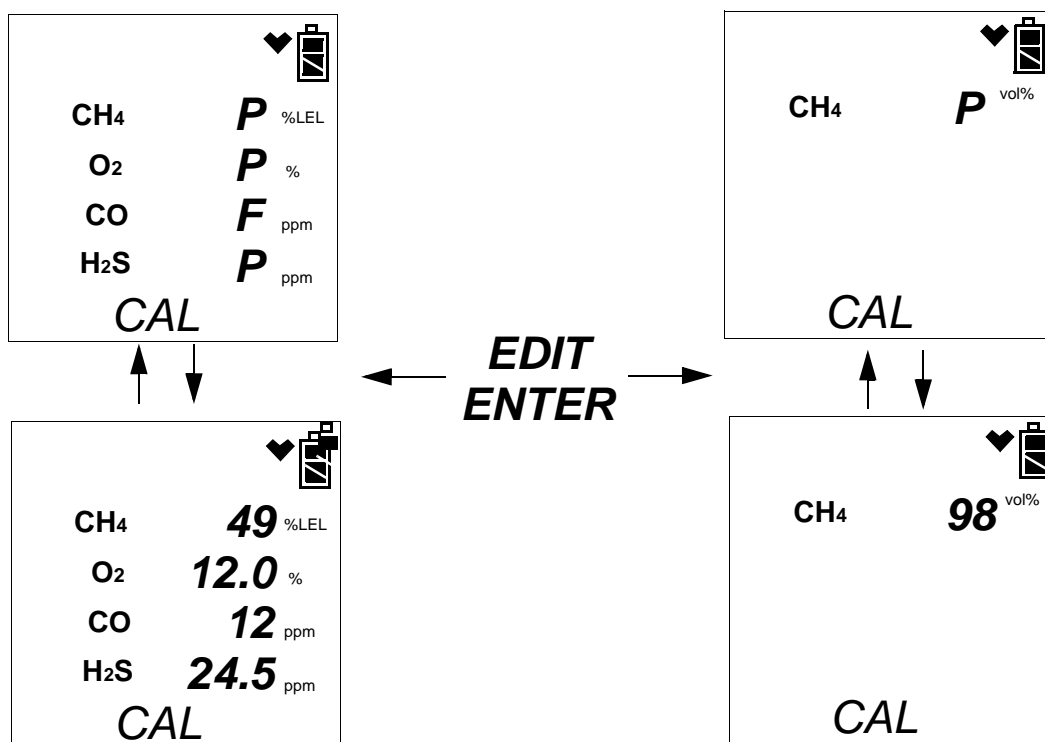 CH4 P %LEL
O2 P %
CO F ppm
H2S P ppm
CAL
CH4 P vol%
CAL
EDIT
ENTER
CH4 49 %LEL
O2 12.0 %
CO 12 ppm
H2S 24.5 ppm
CAL
CH4 98 vol%
CAL